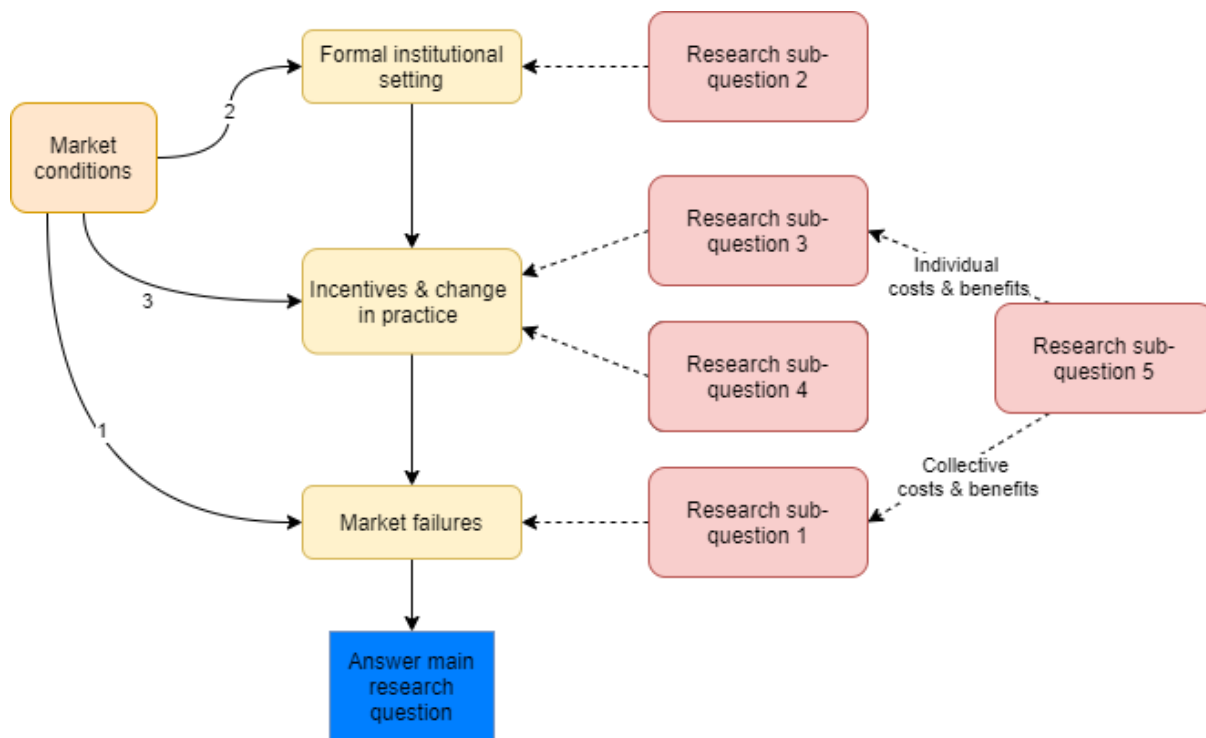 Formal institutional
setting
Research sub-
question 2
2
Market
conditions
Research sub-
question 3
Individual
costs & benefits
Incentives & change
in practice
3
Research sub-
question 5
Research sub-
question 4
1
Collective
costs & benefits
Market failures
Research sub-
question 1
Answer main
research
question